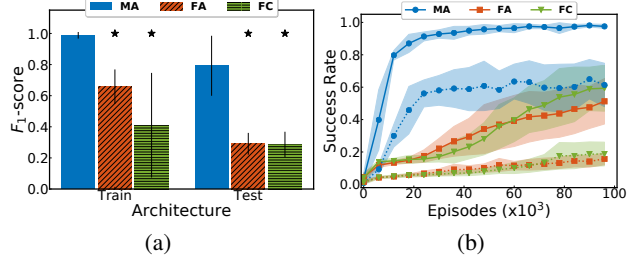 MA FA FC
1.0
0.8
0.6
0.4
0.2
0.0
F1-score
Train Test
Architecture
(a)
MA FA FC
1.0
0.8
0.6
0.4
0.2
0.0
Success Rate
0 20 40 60 80 100
Episodes (x10³)
(b)